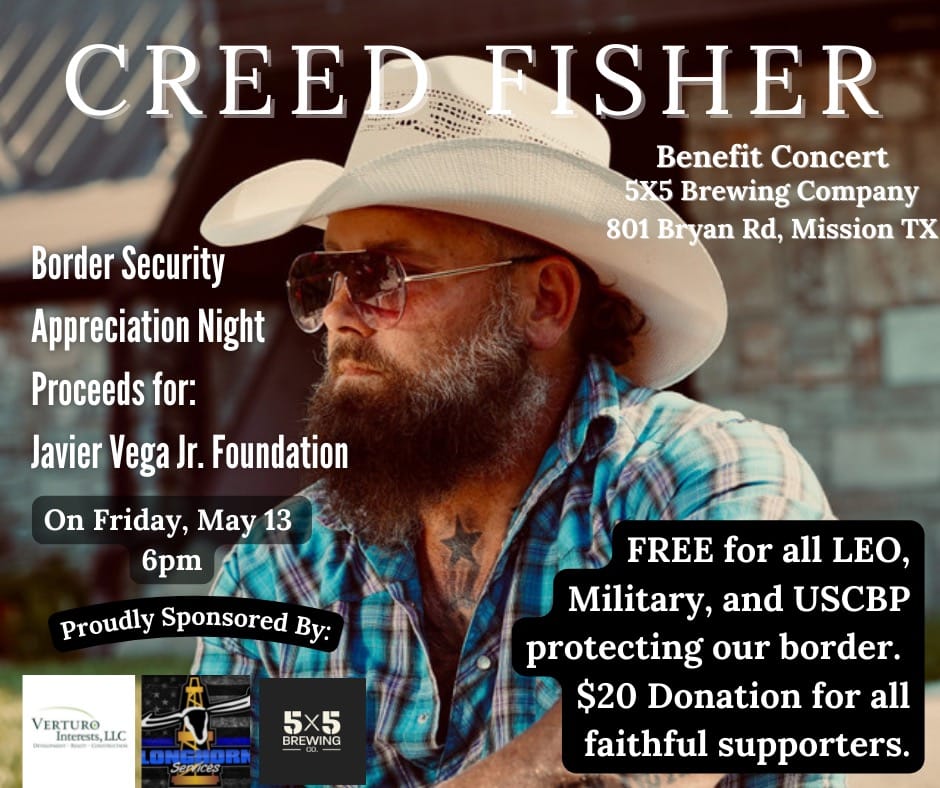 CREED FISHER
Benefit Concert
5X5 Brewing Company
801 Bryan Rd, Mission TX
Border Security
Appreciation Night
Proceeds for:
Javier Vega Jr. Foundation
On Friday, May 13
6pm
Proudly Sponsored By:
VERTURO
Interests, LLC
DEVELOPMENT · REALTY · CONSTRUCTION
LONGHORN
Services
5×5
BREWING
CO.
FREE for all LEO,
Military, and USCBP
protecting our border.
$20 Donation for all
faithful supporters.